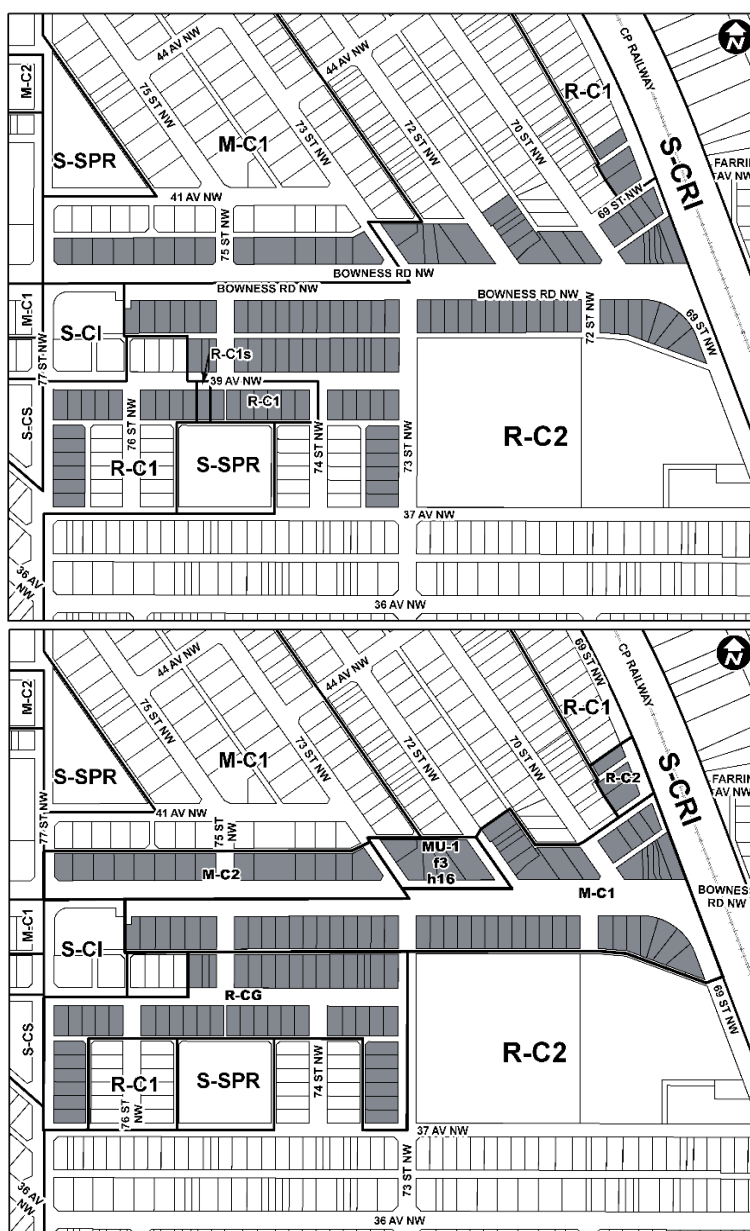 M-C2
44 AV NW
44 AV NW
CP RAILWAY
N
R-C1
75 ST NW
73 ST NW
72 ST NW
70 ST NW
M-C1
S-SPR
S-CRI
FARRIN
AV NW
41 AV NW
69 ST NW
75 ST NW
BOWNESS RD NW
BOWNESS RD NW
BOWNESS RD NW
M-C1
S-CI
77 ST NW
72 ST NW
69 ST NW
R-C1s
39 AV NW
R-C1
S-CS
76 ST NW
74 ST NW
73 ST NW
R-C2
R-C1
S-SPR
37 AV NW
36 AV
NW
36 AV NW
M-C2
44 AV NW
44 AV NW
69 ST NW
CP RAILWAY
N
R-C1
75 ST NW
73 ST NW
72 ST NW
70 ST NW
M-C1
S-SPR
S-CRI
R-C2
FARRIN
AV NW
77 ST NW
41 AV NW
75 ST
NW
MU-1
f3
h16
M-C2
M-C1
BOWNESS
RD NW
M-C1
S-CI
R-CG
69 ST NW
S-CS
R-C1
S-SPR
74 ST NW
R-C2
76 ST
NW
37 AV NW
73 ST NW
36 AV
NW
36 AV NW